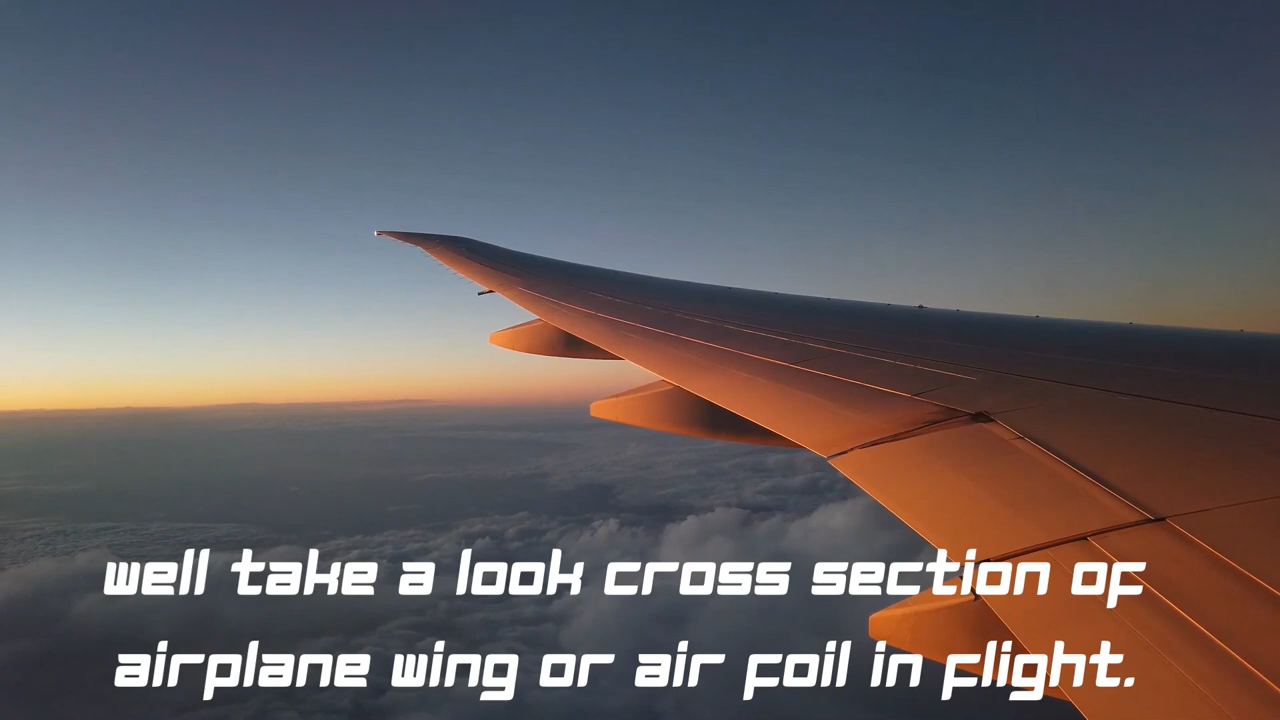 well take a look cross section of
airplane wing or air foil in flight.